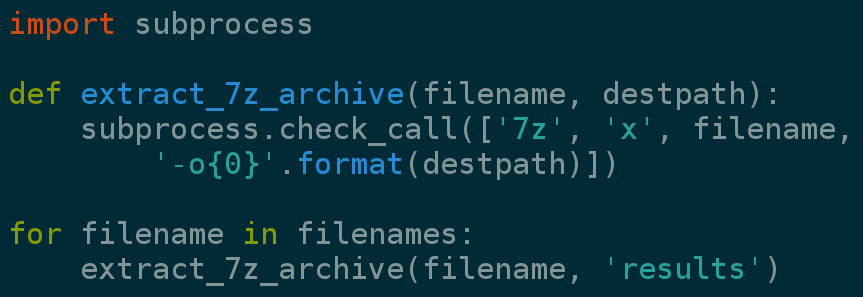 import subprocess
def extract_7z_archive(filename, destpath):
    subprocess.check_call(['7z', 'x', filename,
        '-o{0}'.format(destpath)])
for filename in filenames:
    extract_7z_archive(filename, 'results')